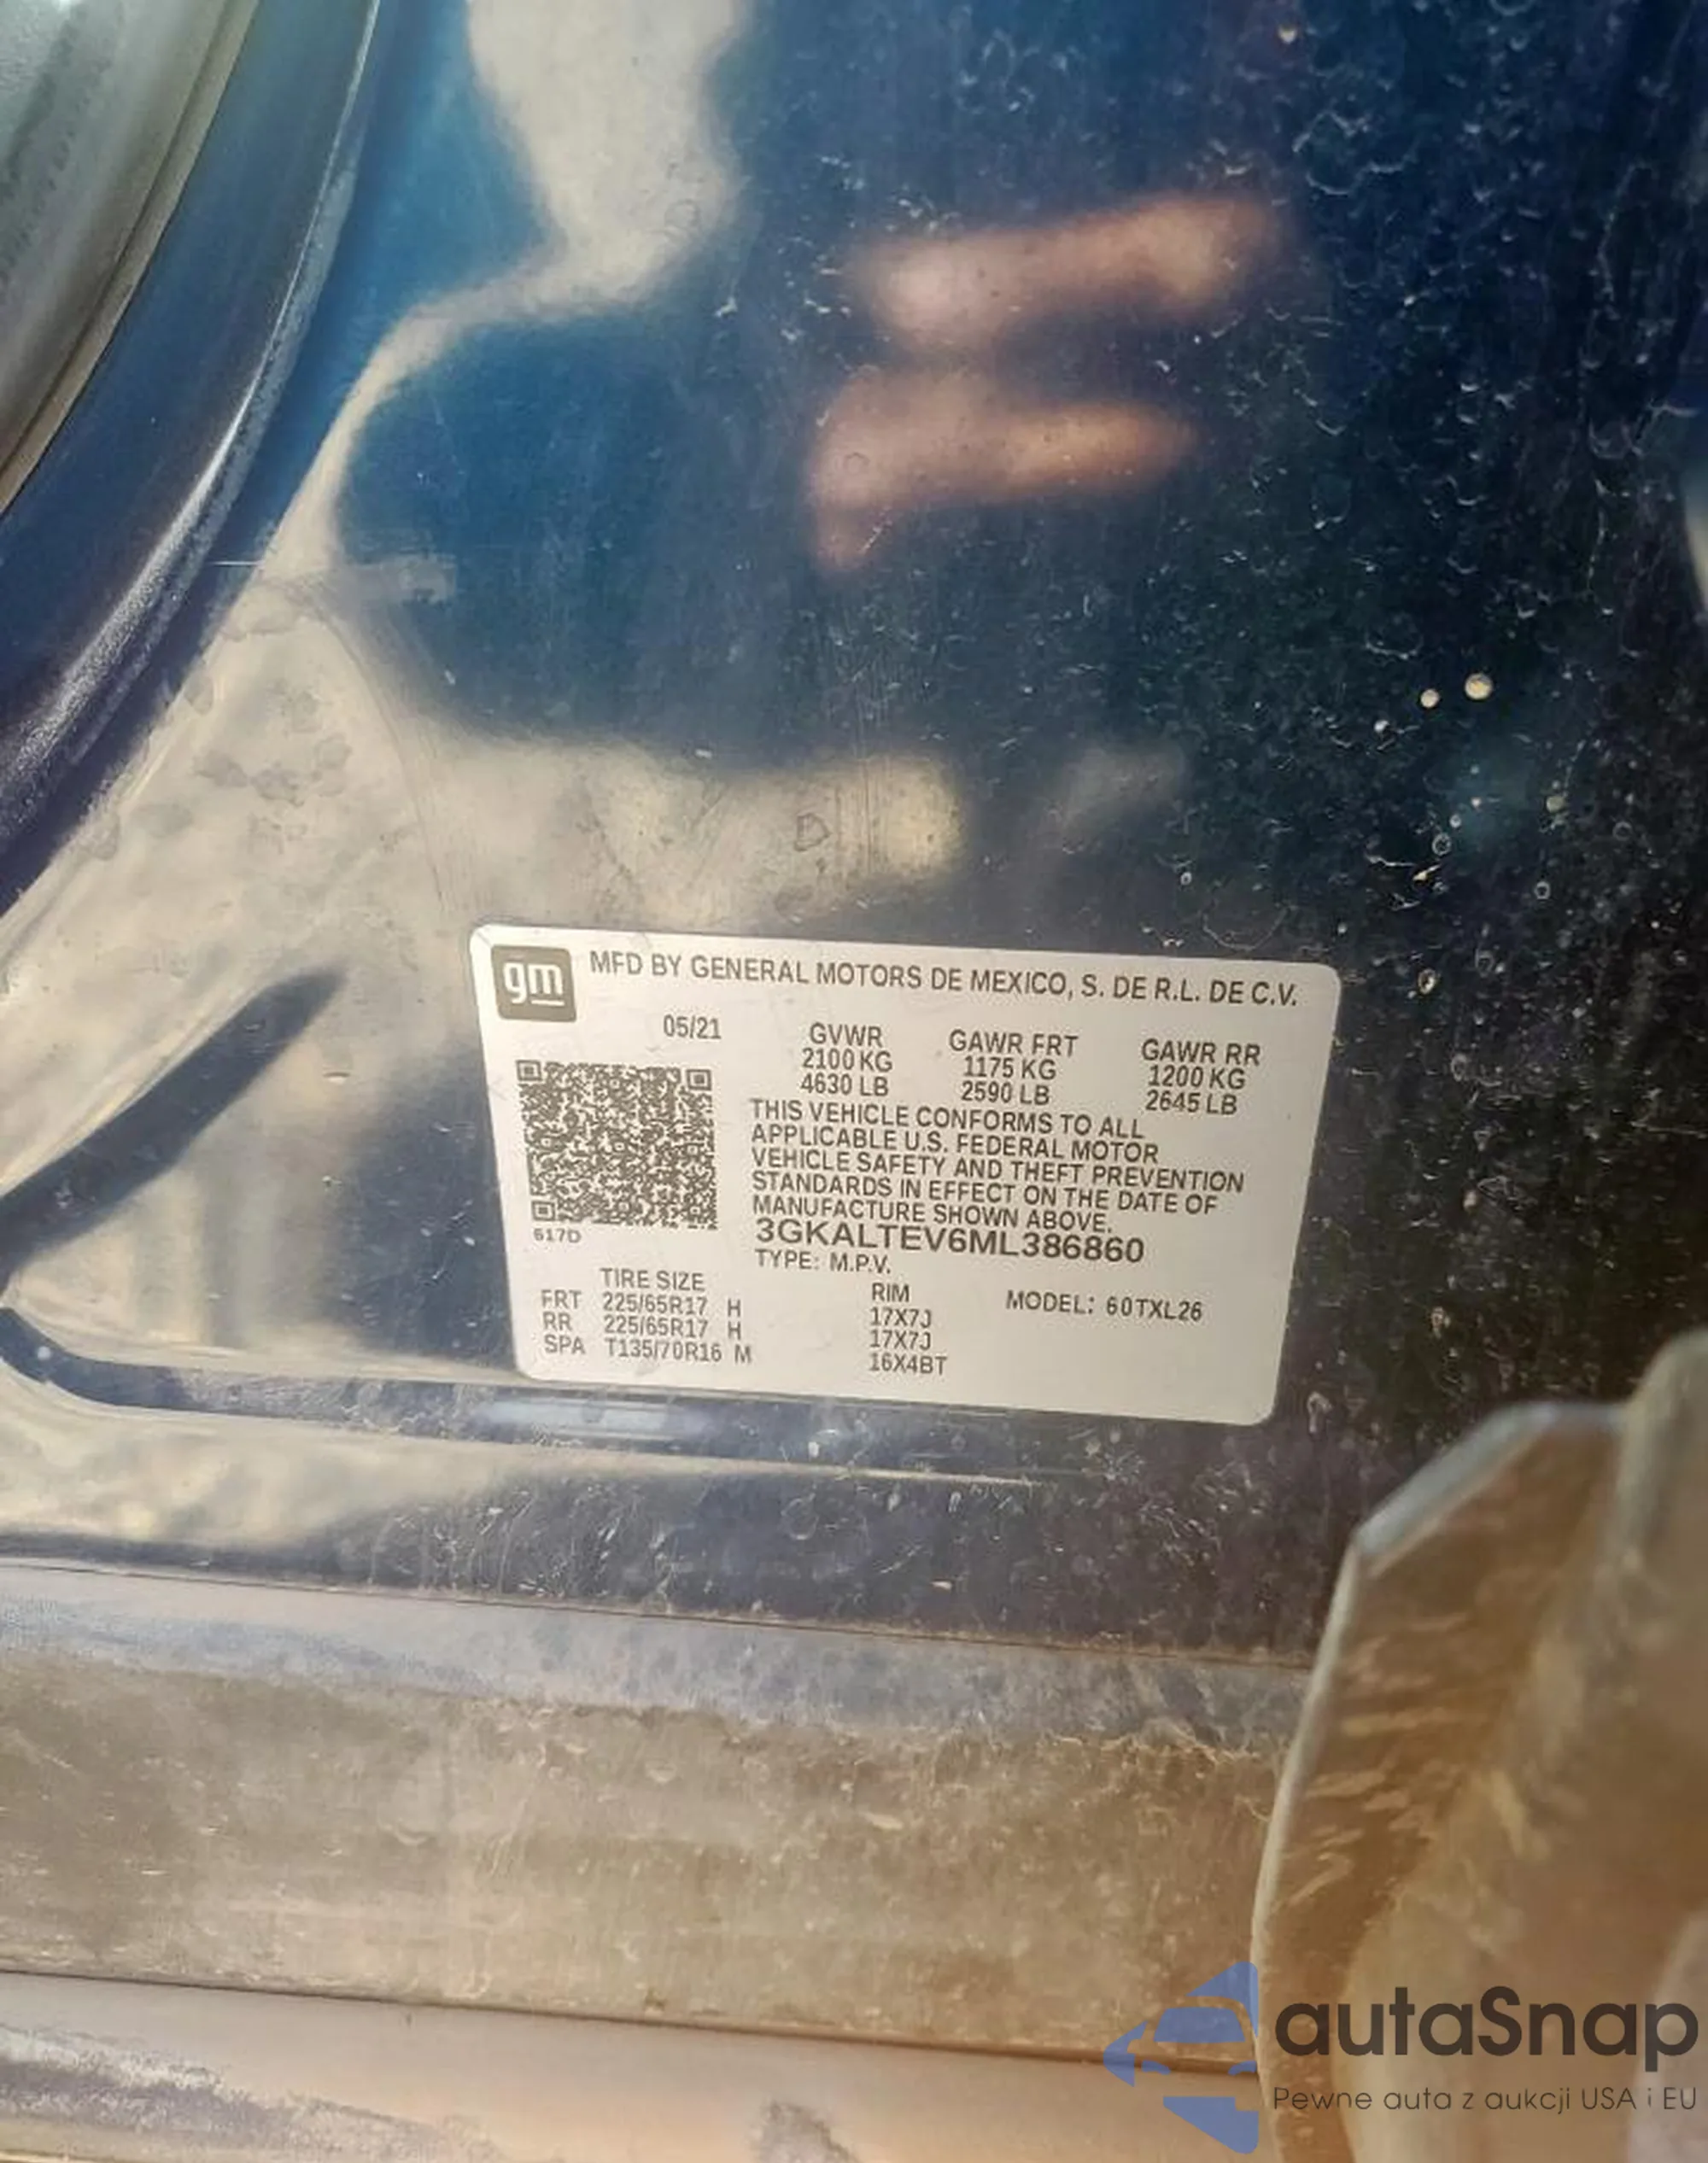 gm
MFD BY GENERAL MOTORS DE MEXICO, S. DE R.L. DE C.V.
05/21
GVWR GAWR FRT GAWR RR
2100 KG 1175 KG 1200 KG
4630 LB 2590 LB 2645 LB
THIS VEHICLE CONFORMS TO ALL
APPLICABLE U.S. FEDERAL MOTOR
VEHICLE SAFETY AND THEFT PREVENTION
STANDARDS IN EFFECT ON THE DATE OF
MANUFACTURE SHOWN ABOVE.
617D
3GKALTEV6ML386860
TYPE: M.P.V.
TIRE SIZE RIM MODEL: 60TXL26
FRT 225/65R17 H 17X7J
RR 225/65R17 H 17X7J
SPA T135/70R16 M 16X4BT
autaSnap
Pewne auta z aukcji USA i EU